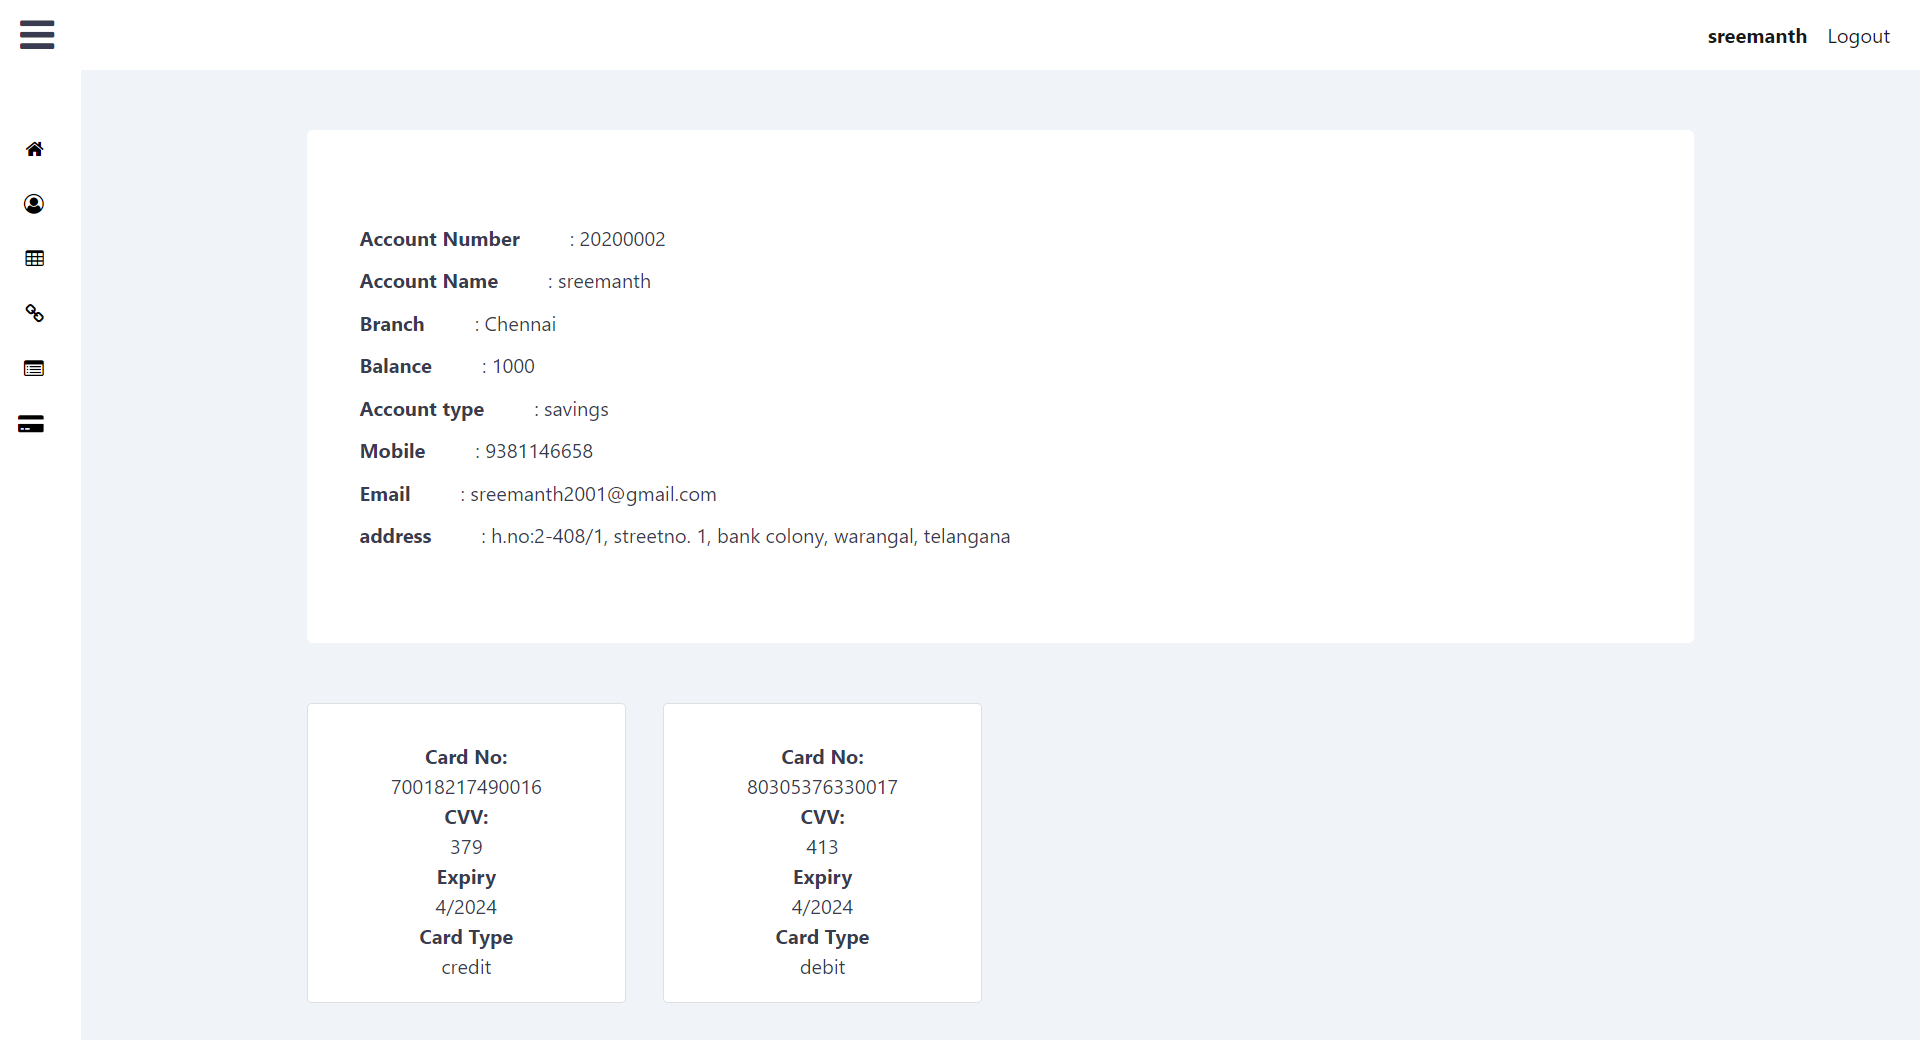 sreemanth Logout
Account Number : 20200002
Account Name : sreemanth
Branch : Chennai
Balance : 1000
Account type : savings
Mobile : 9381146658
Email : sreemanth2001@gmail.com
address : h.no:2-408/1, streetno. 1, bank colony, warangal, telangana
Card No:
70018217490016
CVV:
379
Expiry
4/2024
Card Type
credit
Card No:
80305376330017
CVV:
413
Expiry
4/2024
Card Type
debit